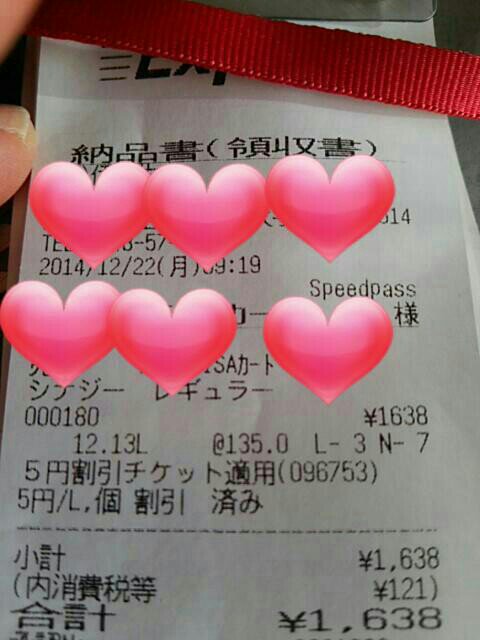 Exp
納品書(領収書)
2014/12/22(月)09:19
Speedpass
様
シナジー レギュラー
000180 ¥1638
12.13L @135.0 L- 3 N- 7
5円割引チケット適用(096753)
5円/L,個 割引 済み
小計 ¥1,638
(内消費税等 ¥121)
合計 ¥1,638